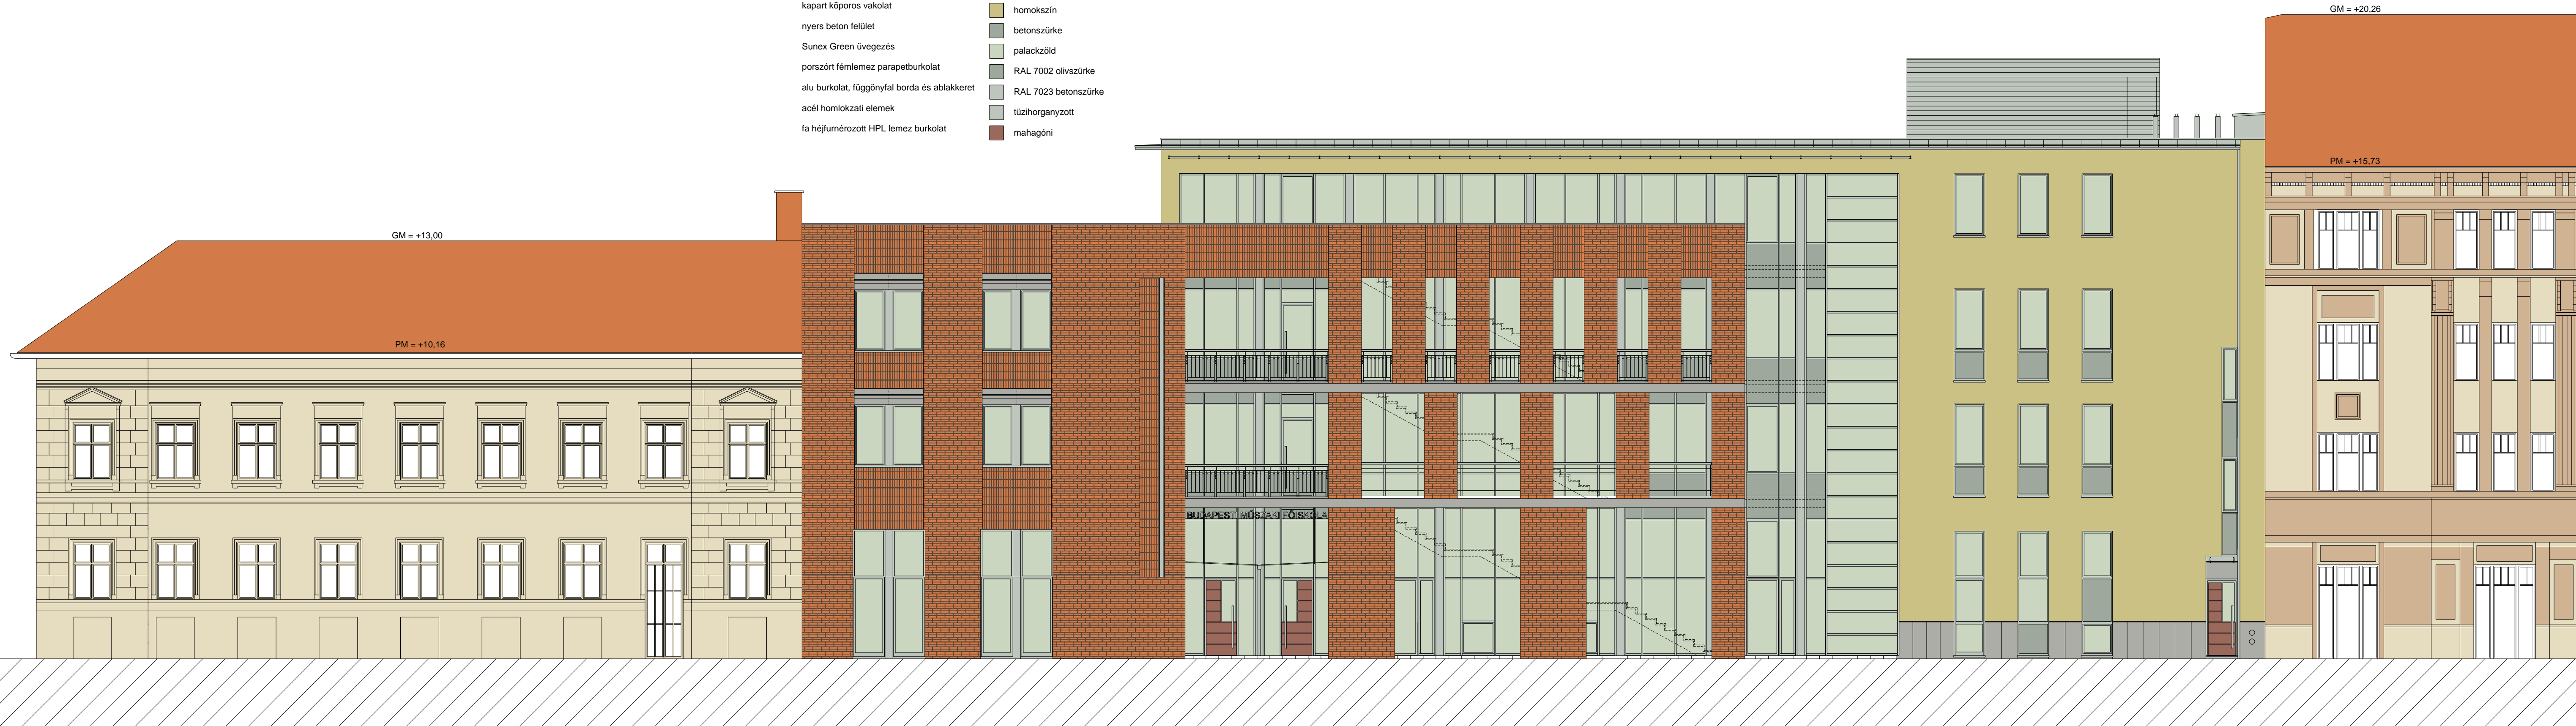 kapart kőporos vakolat homokszín
nyers beton felület betonszürke
Sunex Green üvegezés palackzöld
porszórt fémlemez parapetburkolat RAL 7002 olivszürke
alu burkolat, függönyfal borda és ablakkeret RAL 7023 betonszürke
acél homlokzati elemek tüzihorganyzott
fa héjfurnérozott HPL lemez burkolat mahagóni
GM = +20,26
PM = +15,73
GM = +13,00
PM = +10,16
BUDAPESTI MŰSZAKI FŐISKOLA